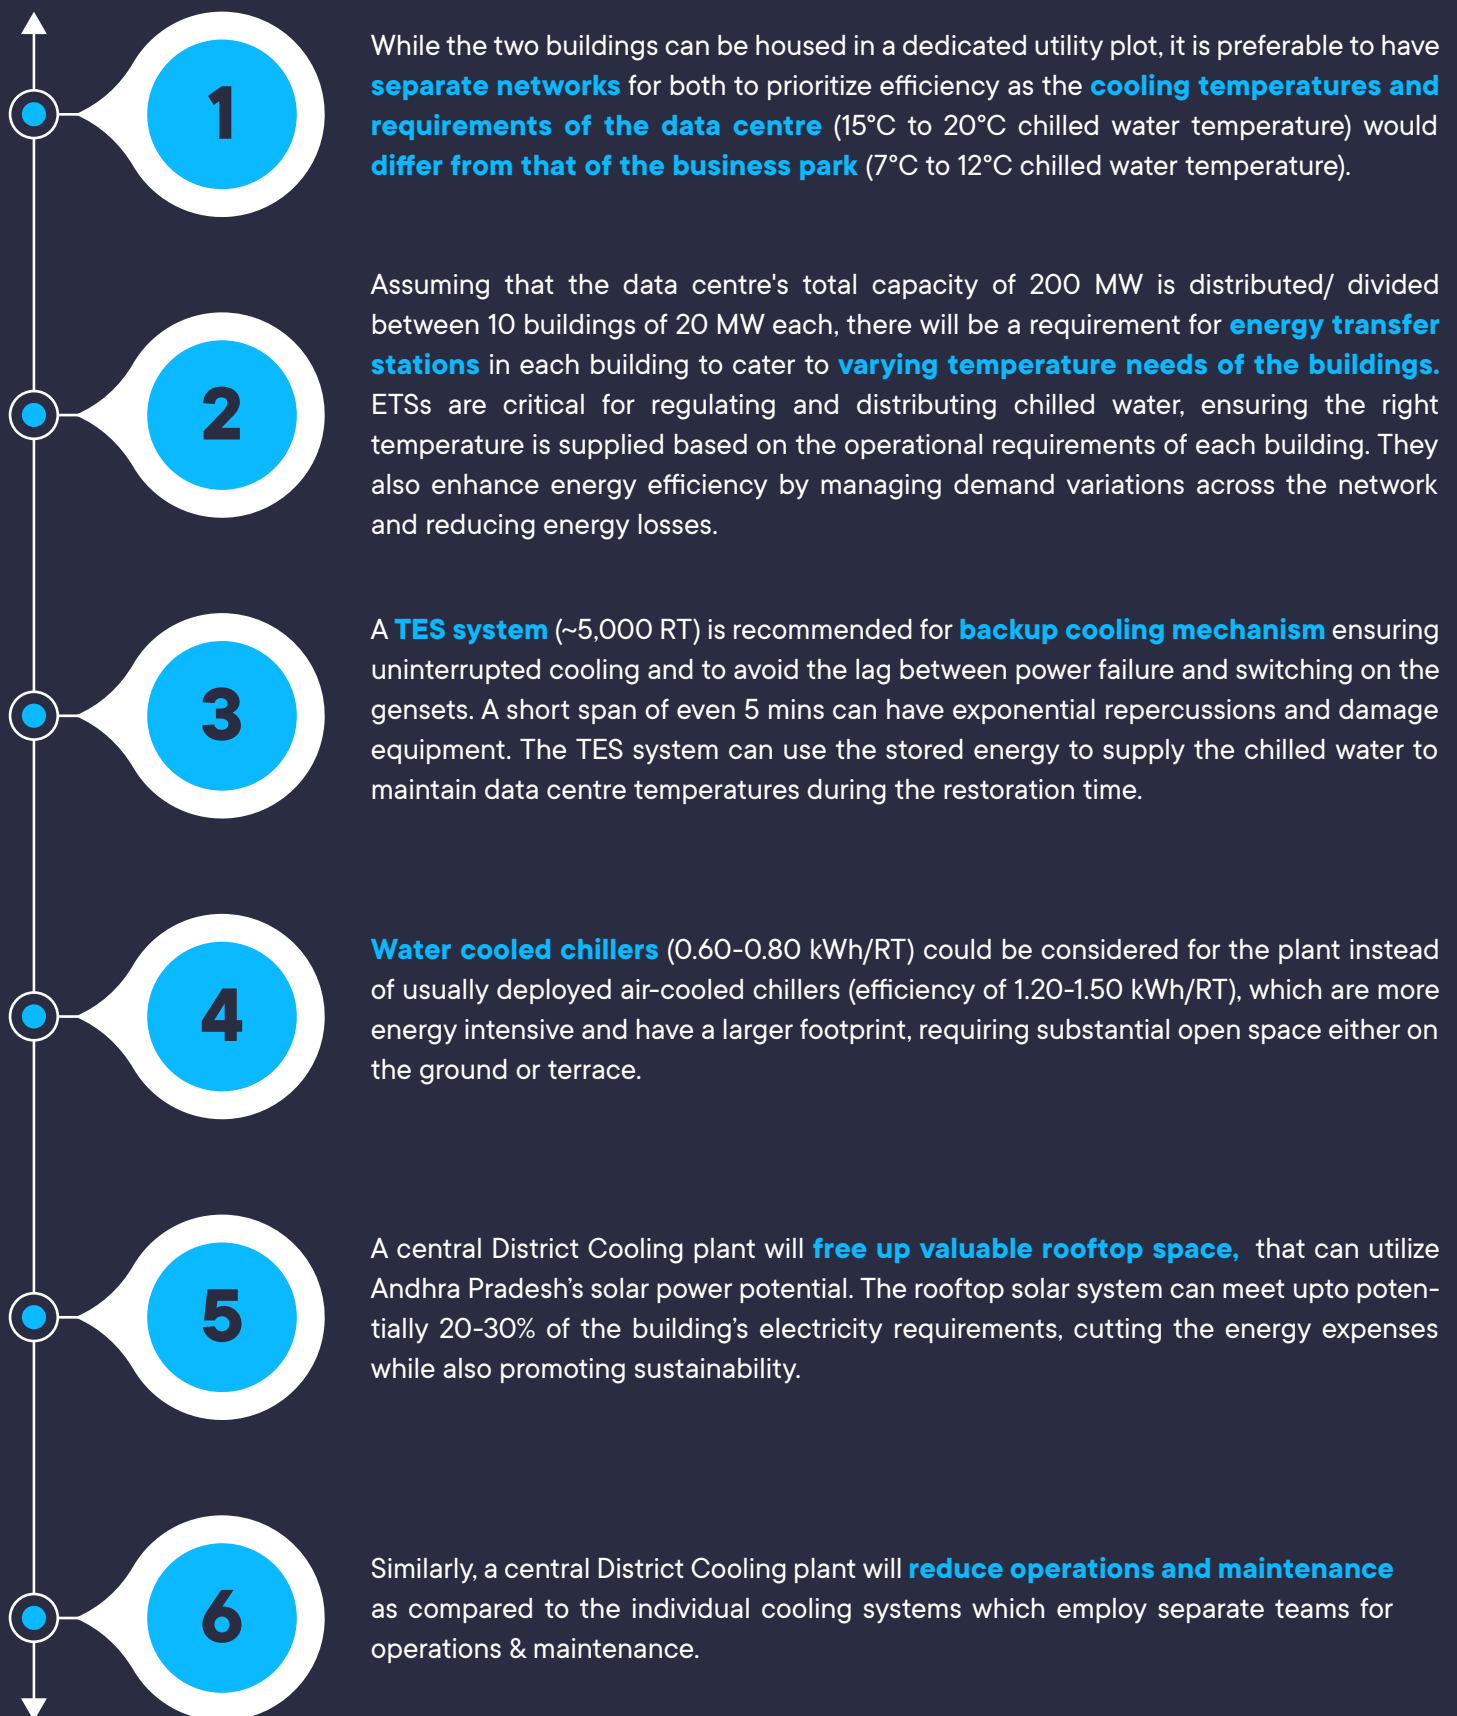 1
While the two buildings can be housed in a dedicated utility plot, it is preferable to have
separate networks for both to prioritize efficiency as the cooling temperatures and
requirements of the data centre (15°C to 20°C chilled water temperature) would
differ from that of the business park (7°C to 12°C chilled water temperature).
2
Assuming that the data centre's total capacity of 200 MW is distributed/ divided
between 10 buildings of 20 MW each, there will be a requirement for energy transfer
stations in each building to cater to varying temperature needs of the buildings.
ETSs are critical for regulating and distributing chilled water, ensuring the right
temperature is supplied based on the operational requirements of each building. They
also enhance energy efficiency by managing demand variations across the network
and reducing energy losses.
3
A TES system (~5,000 RT) is recommended for backup cooling mechanism ensuring
uninterrupted cooling and to avoid the lag between power failure and switching on the
gensets. A short span of even 5 mins can have exponential repercussions and damage
equipment. The TES system can use the stored energy to supply the chilled water to
maintain data centre temperatures during the restoration time.
4
Water cooled chillers (0.60-0.80 kWh/RT) could be considered for the plant instead
of usually deployed air-cooled chillers (efficiency of 1.20-1.50 kWh/RT), which are more
energy intensive and have a larger footprint, requiring substantial open space either on
the ground or terrace.
5
A central District Cooling plant will free up valuable rooftop space, that can utilize
Andhra Pradesh’s solar power potential. The rooftop solar system can meet upto poten-
tially 20-30% of the building’s electricity requirements, cutting the energy expenses
while also promoting sustainability.
6
Similarly, a central District Cooling plant will reduce operations and maintenance
as compared to the individual cooling systems which employ separate teams for
operations & maintenance.